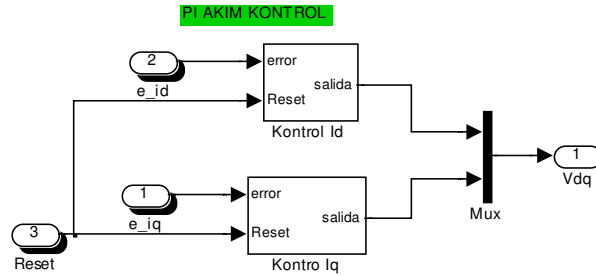 PI AKIM KONTROL
2
e_id
error
Reset
salida
Kontrol Id
1
e_iq
error
Reset
salida
Kontro Iq
3
Reset
Mux
1
Vdq